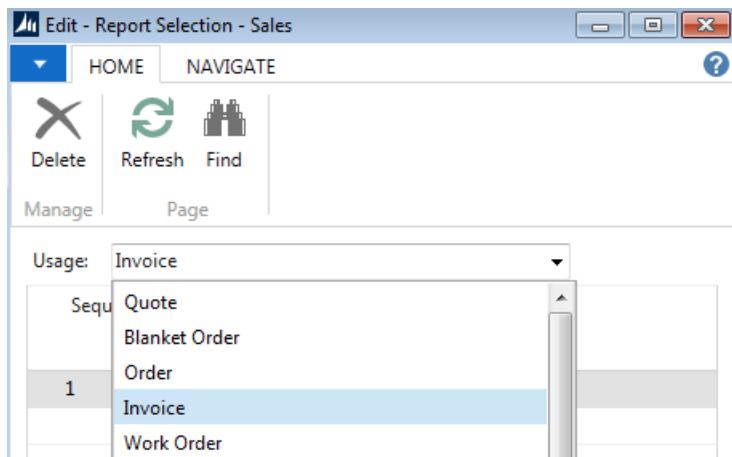 Edit - Report Selection - Sales
HOME NAVIGATE
Delete Refresh Find
Manage Page
Usage: Invoice
Sequ Quote
Blanket Order
Order
1
Invoice
Work Order